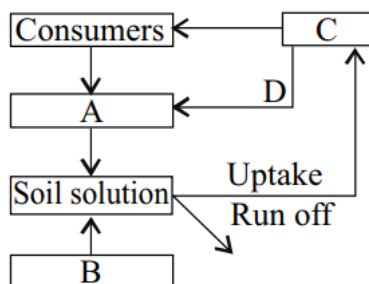 Consumers
C
D
A
Uptake
Soil solution
Run off
B